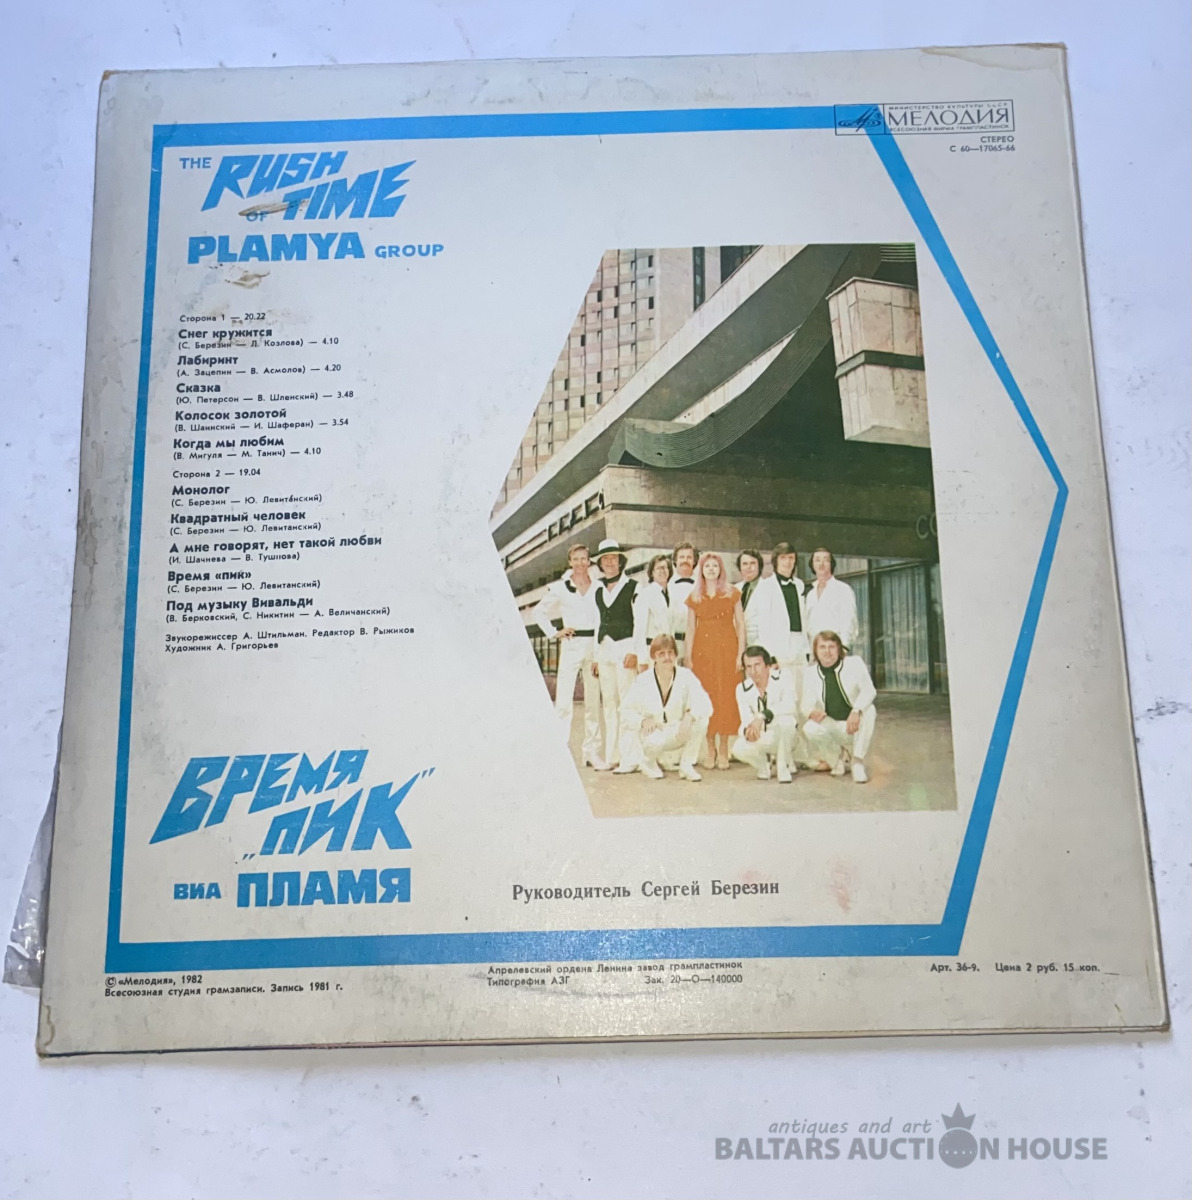 МИНИСТЕРСТВО КУЛЬТУРЫ СССР
МЕЛОДИЯ
ВСЕСОЮЗНАЯ ФИРМА ГРАМПЛАСТИНОК
СТЕРЕО
С 60—17065-66
THE RUSH
OF TIME
PLAMYA GROUP
Сторона 1 — 20.22
Снег кружится
(С. Березин — Л. Козлова) — 4.10
Лабиринт
(А. Зацепин — В. Асмолов) — 4.20
Сказка
(Ю. Петерсон — В. Шленский) — 3.48
Колосок золотой
(В. Шаинский — И. Шаферан) — 3.54
Когда мы любим
(В. Мигуля — М. Танич) — 4.10
Сторона 2 — 19.04
Монолог
(С. Березин — Ю. Левитанский)
Квадратный человек
(С. Березин — Ю. Левитанский)
А мне говорят, нет такой любви
(И. Шачнева — В. Тушнова)
Время «пик»
(С. Березин — Ю. Левитанский)
Под музыку Вивальди
(В. Берковский, С. Никитин — А. Величанский)
Звукорежиссер А. Штильман. Редактор В. Рыжиков
Художник А. Григорьев
СССР
ВРЕМЯ
„ПИК”
ВИА ПЛАМЯ
Руководитель Сергей Березин
© «Мелодия», 1982
Всесоюзная студия грамзаписи. Запись 1981 г.
Апрелевский ордена Ленина завод грампластинок
Типография АЗГ Зак. 20—О—140000
Арт. 36-9. Цена 2 руб. 15 коп.
antiques and art
BALTARS AUCTION HOUSE